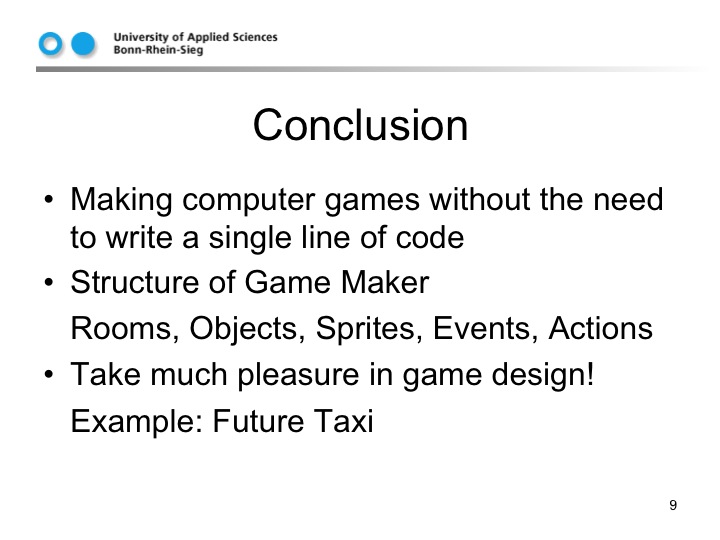 University of Applied Sciences
Bonn-Rhein-Sieg
Conclusion
• Making computer games without the need
to write a single line of code
• Structure of Game Maker
Rooms, Objects, Sprites, Events, Actions
• Take much pleasure in game design!
Example: Future Taxi
9